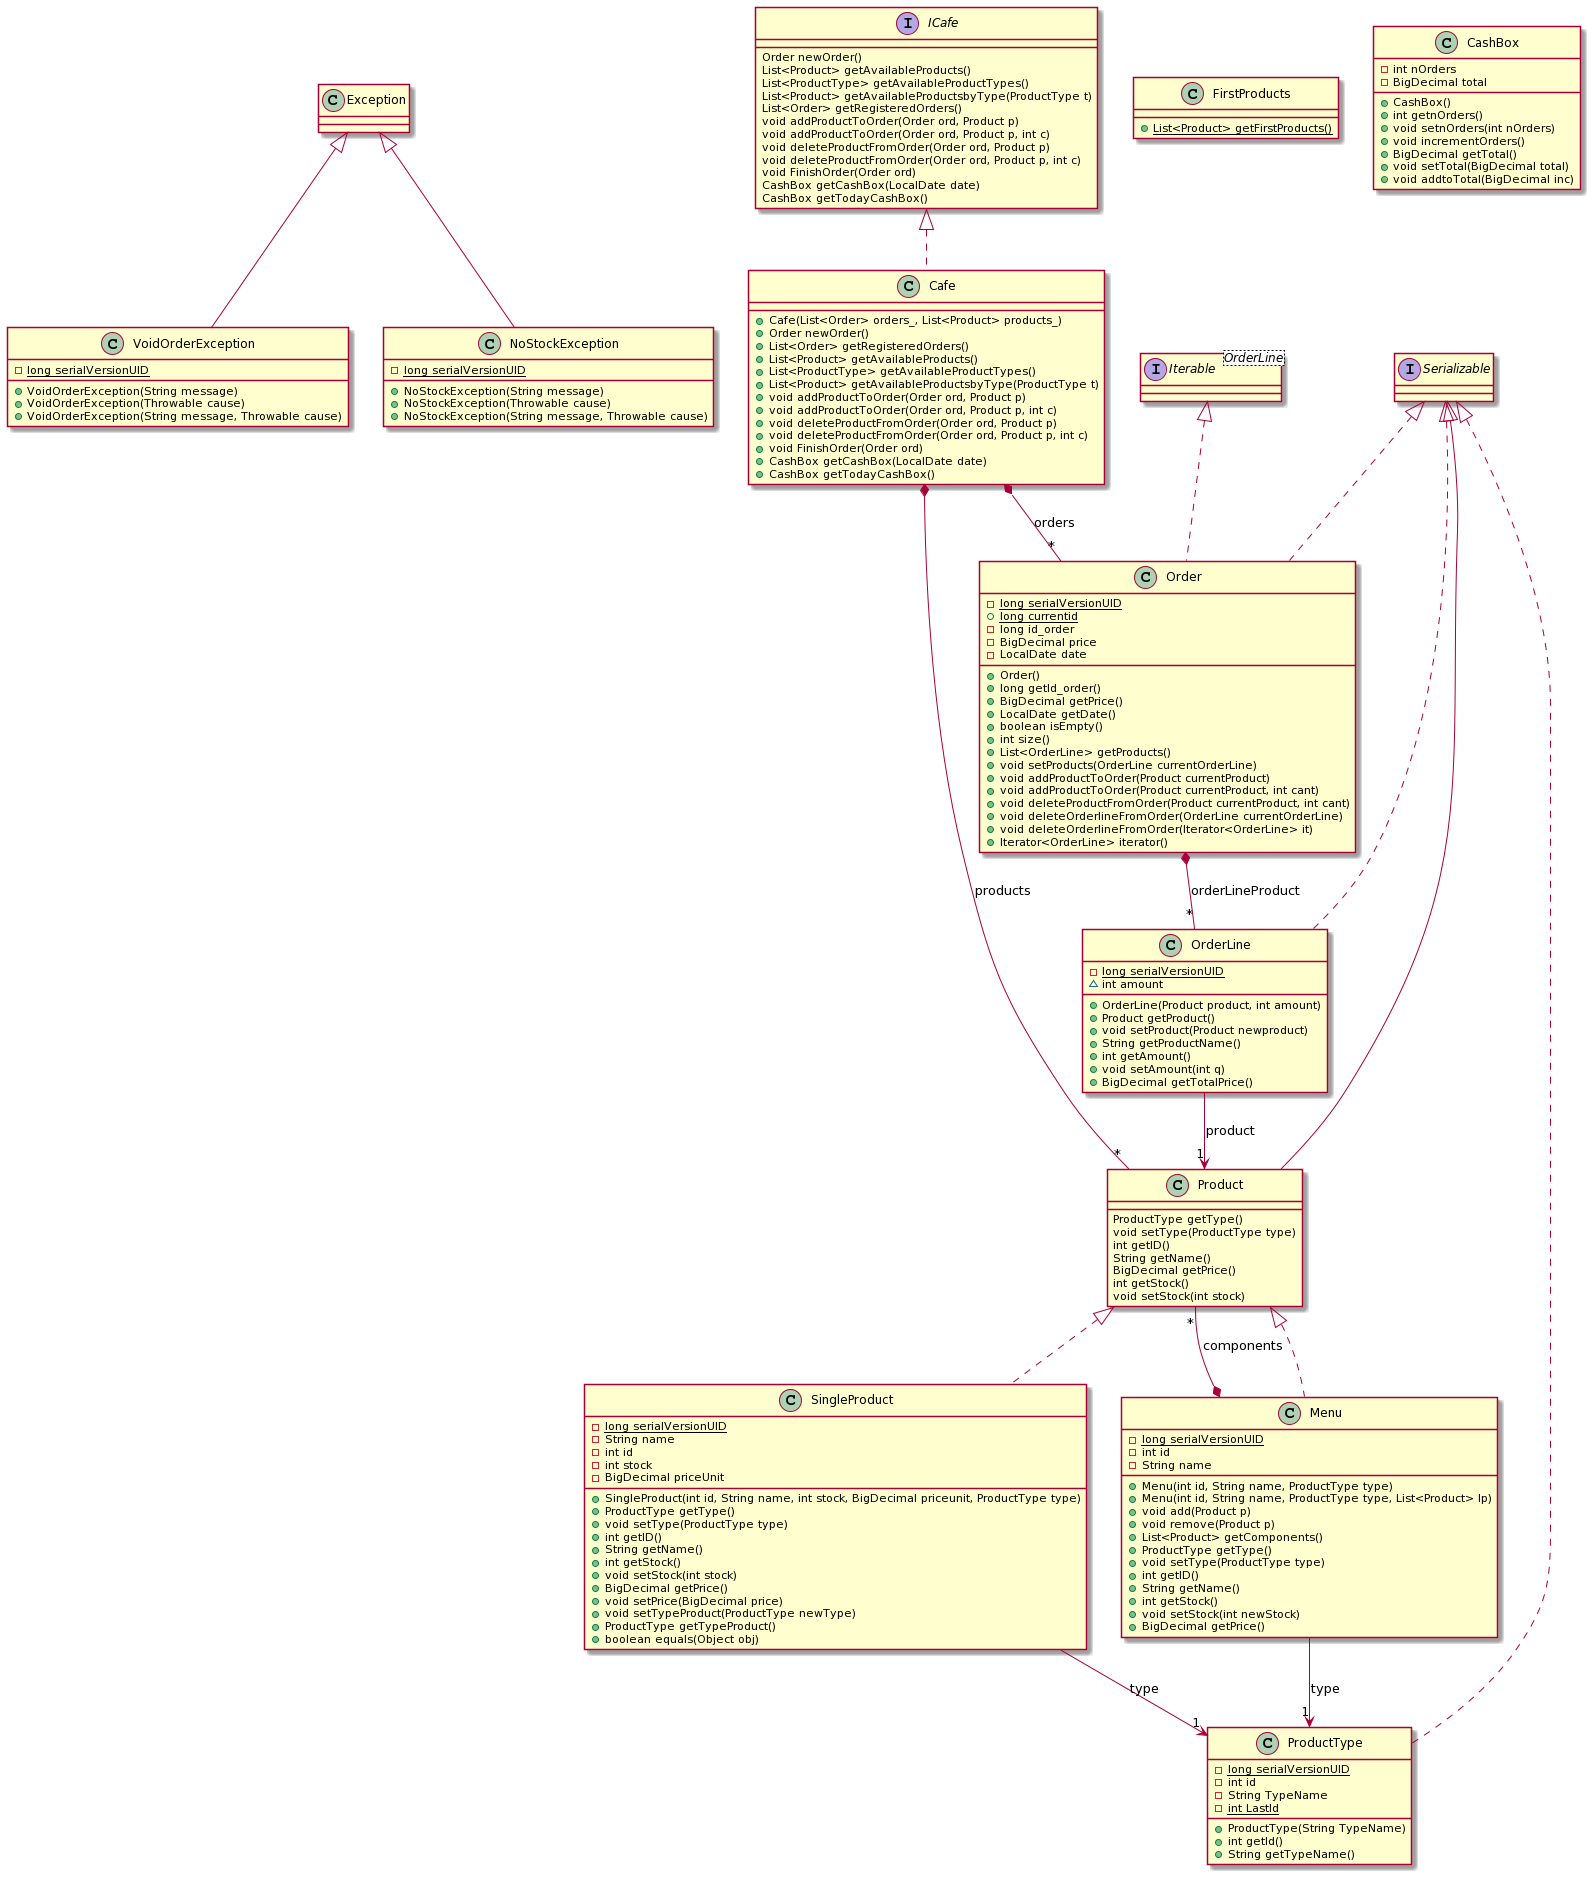 I ICafe
Order newOrder()
List<Product> getAvailableProducts()
List<ProductType> getAvailableProductTypes()
List<Product> getAvailableProductsbyType(ProductType t)
List<Order> getRegisteredOrders()
void addProductToOrder(Order ord, Product p)
void addProductToOrder(Order ord, Product p, int c)
void deleteProductFromOrder(Order ord, Product p)
void deleteProductFromOrder(Order ord, Product p, int c)
void FinishOrder(Order ord)
CashBox getCashBox(LocalDate date)
CashBox getTodayCashBox()
C CashBox
int nOrders
BigDecimal total
CashBox()
int getnOrders()
void setnOrders(int nOrders)
void incrementOrders()
BigDecimal getTotal()
void setTotal(BigDecimal total)
void addtoTotal(BigDecimal inc)
C FirstProducts
List<Product> getFirstProducts()
C Exception
C Cafe
Cafe(List<Order> orders_, List<Product> products_)
Order newOrder()
List<Order> getRegisteredOrders()
List<Product> getAvailableProducts()
List<ProductType> getAvailableProductTypes()
List<Product> getAvailableProductsbyType(ProductType t)
void addProductToOrder(Order ord, Product p)
void addProductToOrder(Order ord, Product p, int c)
void deleteProductFromOrder(Order ord, Product p)
void deleteProductFromOrder(Order ord, Product p, int c)
void FinishOrder(Order ord)
CashBox getCashBox(LocalDate date)
CashBox getTodayCashBox()
C VoidOrderException
long serialVersionUID
VoidOrderException(String message)
VoidOrderException(Throwable cause)
VoidOrderException(String message, Throwable cause)
C NoStockException
long serialVersionUID
NoStockException(String message)
NoStockException(Throwable cause)
NoStockException(String message, Throwable cause)
OrderLine
I Iterable
I Serializable
orders
*
C Order
long serialVersionUID
long currentid
long id_order
BigDecimal price
LocalDate date
Order()
long getId_order()
BigDecimal getPrice()
LocalDate getDate()
boolean isEmpty()
int size()
List<OrderLine> getProducts()
void setProducts(OrderLine currentOrderLine)
void addProductToOrder(Product currentProduct)
void addProductToOrder(Product currentProduct, int cant)
void deleteProductFromOrder(Product currentProduct, int cant)
void deleteOrderlineFromOrder(OrderLine currentOrderLine)
void deleteOrderlineFromOrder(Iterator<OrderLine> it)
Iterator<OrderLine> iterator()
products
orderLineProduct
*
C OrderLine
long serialVersionUID
int amount
OrderLine(Product product, int amount)
Product getProduct()
void setProduct(Product newproduct)
String getProductName()
int getAmount()
void setAmount(int q)
BigDecimal getTotalPrice()
product
*
1
C Product
ProductType getType()
void setType(ProductType type)
int getID()
String getName()
BigDecimal getPrice()
int getStock()
void setStock(int stock)
*
components
C SingleProduct
long serialVersionUID
String name
int id
int stock
BigDecimal priceUnit
SingleProduct(int id, String name, int stock, BigDecimal priceunit, ProductType type)
ProductType getType()
void setType(ProductType type)
int getID()
String getName()
int getStock()
void setStock(int stock)
BigDecimal getPrice()
void setPrice(BigDecimal price)
void setTypeProduct(ProductType newType)
ProductType getTypeProduct()
boolean equals(Object obj)
C Menu
long serialVersionUID
int id
String name
Menu(int id, String name, ProductType type)
Menu(int id, String name, ProductType type, List<Product> lp)
void add(Product p)
void remove(Product p)
List<Product> getComponents()
ProductType getType()
void setType(ProductType type)
int getID()
String getName()
int getStock()
void setStock(int newStock)
BigDecimal getPrice()
type
type
1
1
C ProductType
long serialVersionUID
int id
String TypeName
int LastId
ProductType(String TypeName)
int getId()
String getTypeName()